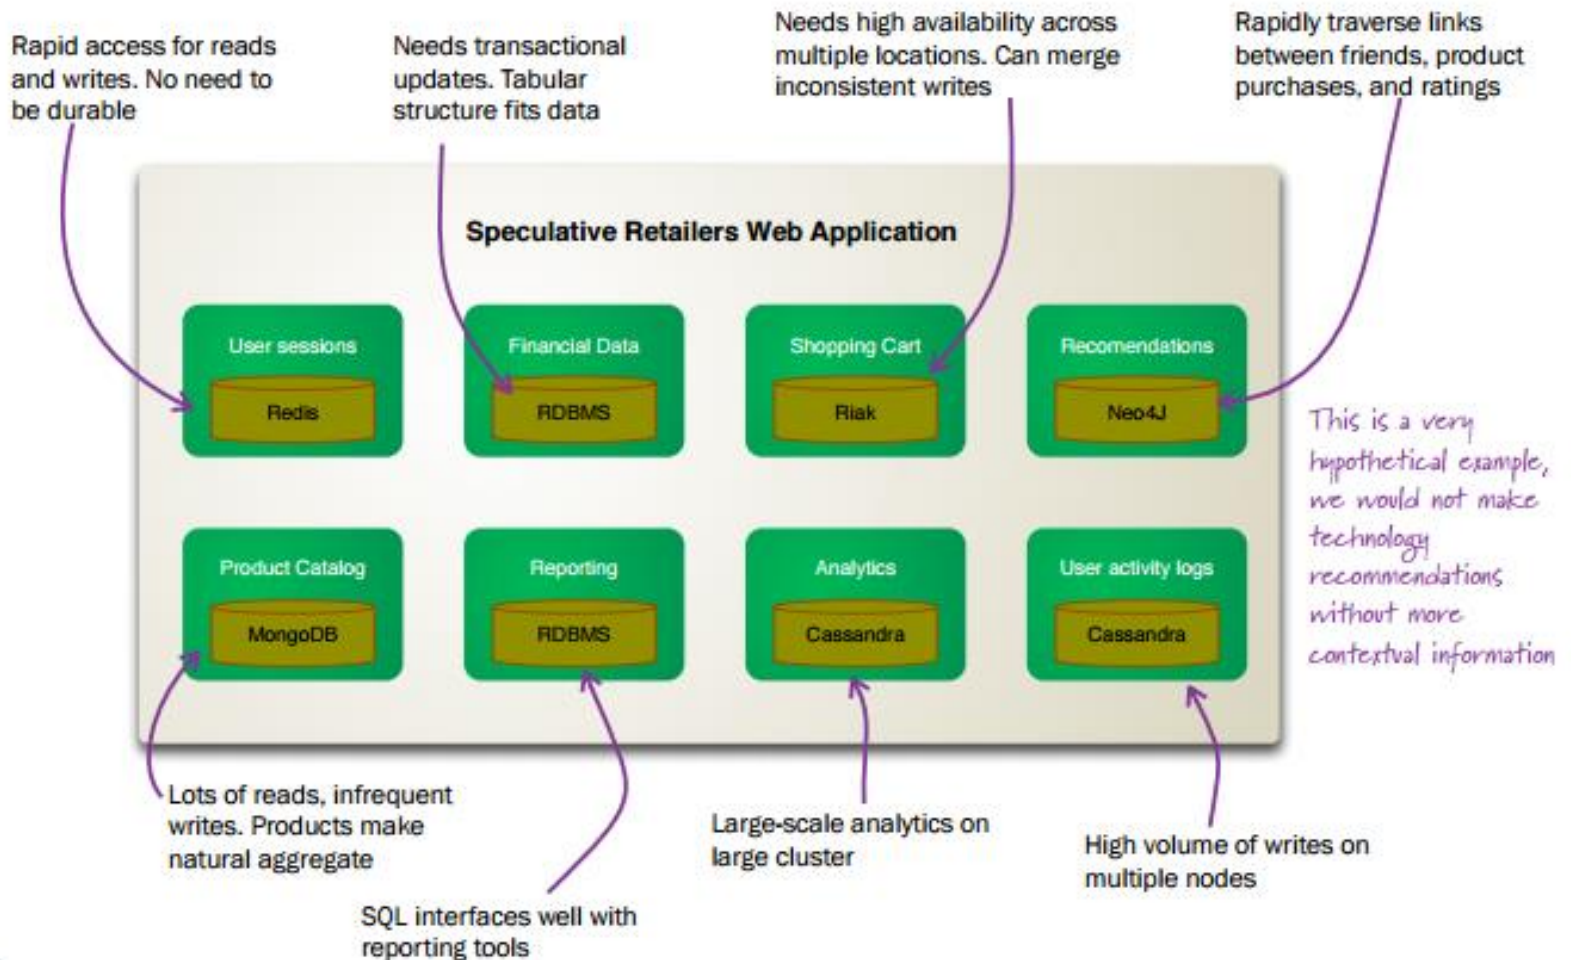 Rapid access for reads
and writes. No need to
be durable
Needs transactional
updates. Tabular
structure fits data
Needs high availability across
multiple locations. Can merge
inconsistent writes
Rapidly traverse links
between friends, product
purchases, and ratings
Speculative Retailers Web Application
User sessions
Redis
Financial Data
RDBMS
Shopping Cart
Riak
Recomendations
Neo4J
This is a very
hypothetical example,
we would not make
technology
recommendations
without more
contextual information
Product Catalog
MongoDB
Reporting
RDBMS
Analytics
Cassandra
User activity logs
Cassandra
Lots of reads, infrequent
writes. Products make
natural aggregate
SQL interfaces well with
reporting tools
Large-scale analytics on
large cluster
High volume of writes on
multiple nodes